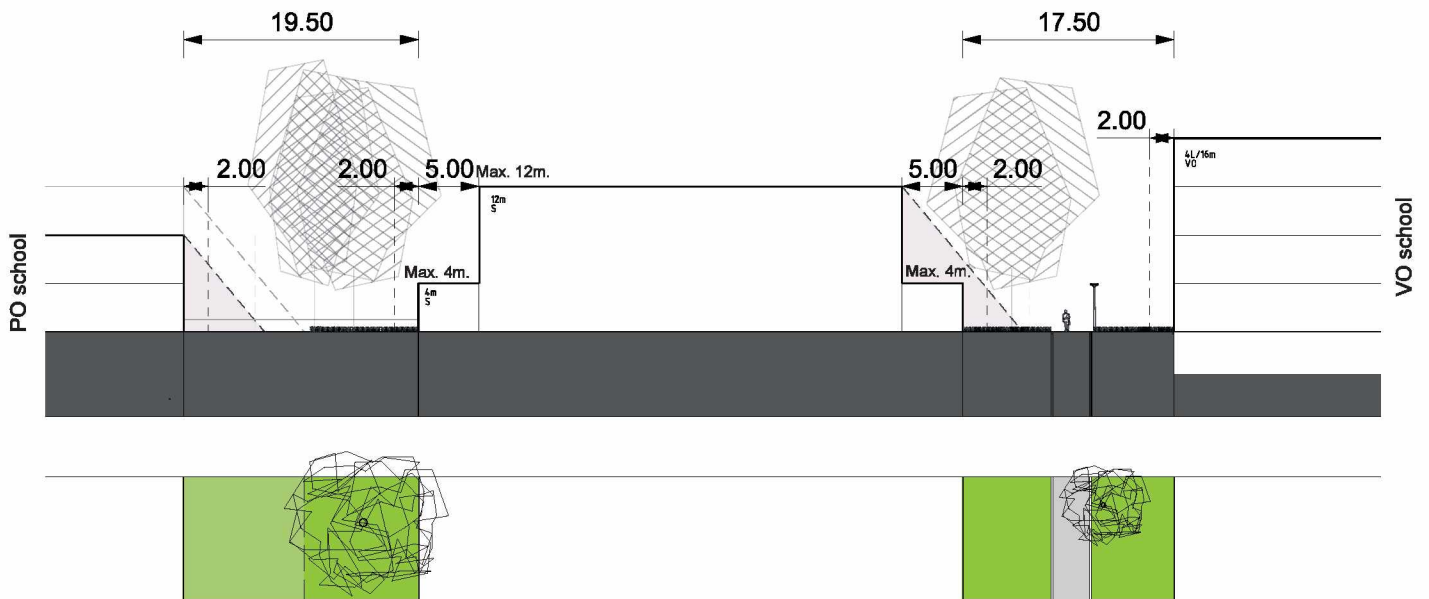 19.50
17.50
2.00
2.00
2.00
5.00
Max. 12m.
5.00
2.00
12m
S
4L/16m
VO
PO school
Max. 4m.
4m
S
Max. 4m.
VO school